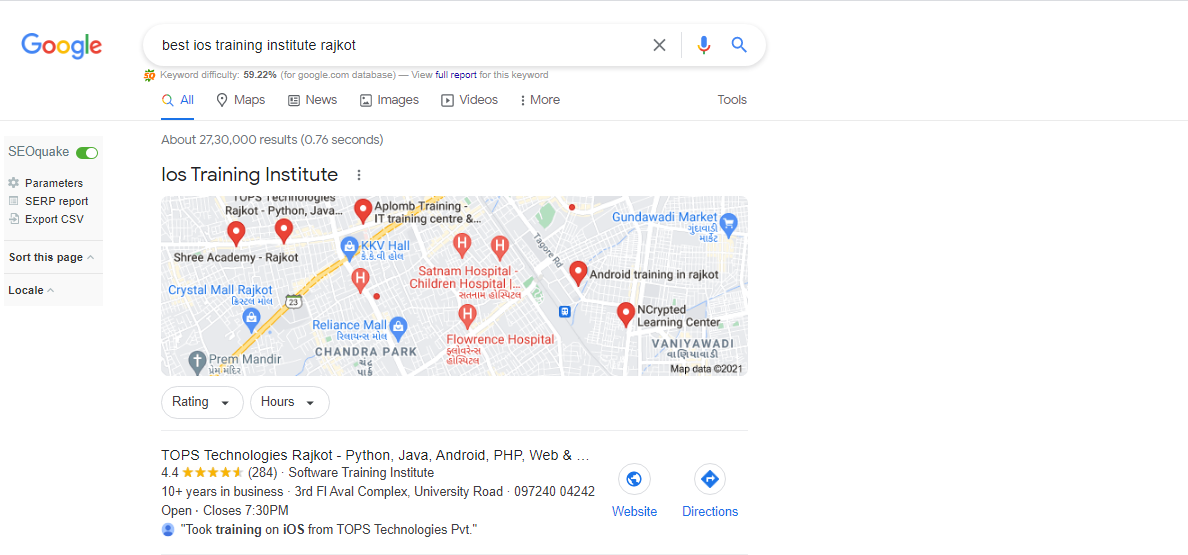 Google
best ios training institute rajkot
Keyword difficulty: 59.22% (for google.com database) — View full report for this keyword
All Maps News Images Videos More Tools
About 27,30,000 results (0.76 seconds)
SEOquake
Parameters
SERP report
Export CSV
Sort this page
Locale
Ios Training Institute
TOPS Technologies
Rajkot - Python, Java...
Aplomb Training -
IT training centre &...
Gundawadi Market
ગુંદાવાડી
માર્કેટ
KKV Hall
કે.કે.વી હોલ
Tagore Rd
Shree Academy - Rajkot
Satnam Hospital -
Children Hospital |...
સતનામ હોસ્પિટલ
Android training in rajkot
Crystal Mall Rajkot
ક્રિસ્ટલ મોલ
23
NCrypted
Learning Center
Reliance Mall
રિલાયન્સ મોલ
Flowrence Hospital
ફ્લોવરેન્સ
હોસ્પિટલ
VANIYAWADI
વાણિયાવાડી
CHANDRA PARK
ચંદ્ર
પાર્ક
Prem Mandir
પ્રેમ મંદિર
Map data ©2021
Rating Hours
TOPS Technologies Rajkot - Python, Java, Android, PHP, Web & ...
4.4 (284) · Software Training Institute
10+ years in business · 3rd Fl Aval Complex, University Road · 097240 04242
Open · Closes 7:30PM
"Took training on iOS from TOPS Technologies Pvt."
Website Directions